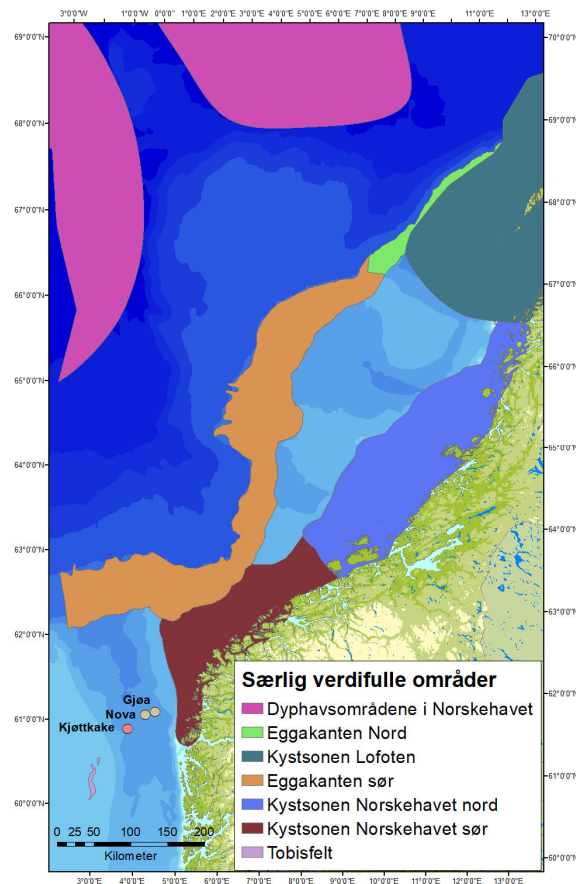 3°0'0"W 1°0'0"W 0°0'0" 1°0'0"E 2°0'0"E 3°0'0"E 4°0'0"E 5°0'0"E 6°0'0"E 7°0'0"E 8°0'0"E 9°0'0"E 11°0'0"E 13°0'0"E
69°0'0"N
70°0'0"N
68°0'0"N
69°0'0"N
67°0'0"N
68°0'0"N
66°0'0"N
67°0'0"N
65°0'0"N
66°0'0"N
64°0'0"N
65°0'0"N
63°0'0"N
64°0'0"N
62°0'0"N
63°0'0"N
61°0'0"N
62°0'0"N
60°0'0"N
61°0'0"N
60°0'0"N
Gjøa
Nova
Kjøttkake
Særlig verdifulle områder
Dyphavsområdene i Norskehavet
Eggakanten Nord
Kystsonen Lofoten
Eggakanten sør
Kystsonen Norskehavet nord
Kystsonen Norskehavet sør
Tobisfelt
0 25 50 100 150 200
Kilometer
3°0'0"E 4°0'0"E 5°0'0"E 6°0'0"E 7°0'0"E 8°0'0"E 9°0'0"E 10°0'0"E 11°0'0"E 12°0'0"E 13°0'0"E